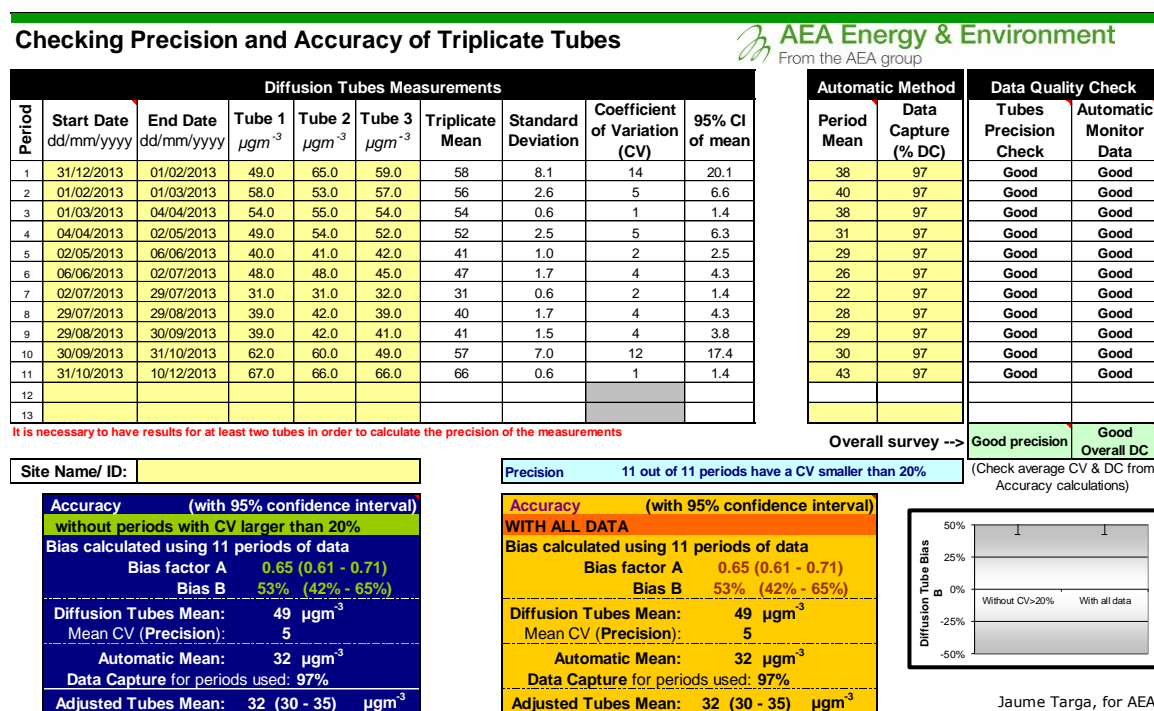 Checking Precision and Accuracy of Triplicate Tubes
AEA Energy & Environment
From the AEA group
Diffusion Tubes Measurements
Automatic Method
Data Quality Check
Period Start Date dd/mm/yyyy End Date dd/mm/yyyy Tube 1 µgm-3 Tube 2 µgm-3 Tube 3 µgm-3 Triplicate Mean Standard Deviation Coefficient of Variation (CV) 95% CI of mean Period Mean Data Capture (% DC) Tubes Precision Check Automatic Monitor Data
1 31/12/2013 01/02/2013 49.0 65.0 59.0 58 8.1 14 20.1 38 97 Good Good
2 01/02/2013 01/03/2013 58.0 53.0 57.0 56 2.6 5 6.6 40 97 Good Good
3 01/03/2013 04/04/2013 54.0 55.0 54.0 54 0.6 1 1.4 38 97 Good Good
4 04/04/2013 02/05/2013 49.0 54.0 52.0 52 2.5 5 6.3 31 97 Good Good
5 02/05/2013 06/06/2013 40.0 41.0 42.0 41 1.0 2 2.5 29 97 Good Good
6 06/06/2013 02/07/2013 48.0 48.0 45.0 47 1.7 4 4.3 26 97 Good Good
7 02/07/2013 29/07/2013 31.0 31.0 32.0 31 0.6 2 1.4 22 97 Good Good
8 29/07/2013 29/08/2013 39.0 42.0 39.0 40 1.7 4 4.3 28 97 Good Good
9 29/08/2013 30/09/2013 39.0 42.0 41.0 41 1.5 4 3.8 29 97 Good Good
10 30/09/2013 31/10/2013 62.0 60.0 49.0 57 7.0 12 17.4 30 97 Good Good
11 31/10/2013 10/12/2013 67.0 66.0 66.0 66 0.6 1 1.4 43 97 Good Good
12
13
It is necessary to have results for at least two tubes in order to calculate the precision of the measurements
Overall survey --> Good precision Good Overall DC
Site Name/ ID:
Precision 11 out of 11 periods have a CV smaller than 20%
(Check average CV & DC from
Accuracy calculations)
Accuracy (with 95% confidence interval)
without periods with CV larger than 20%
Bias calculated using 11 periods of data
Bias factor A 0.65 (0.61 - 0.71)
Bias B 53% (42% - 65%)
Diffusion Tubes Mean: 49 µgm-3
Mean CV (Precision): 5
Automatic Mean: 32 µgm-3
Data Capture for periods used: 97%
Adjusted Tubes Mean: 32 (30 - 35) µgm-3
Accuracy (with 95% confidence interval)
WITH ALL DATA
Bias calculated using 11 periods of data
Bias factor A 0.65 (0.61 - 0.71)
Bias B 53% (42% - 65%)
Diffusion Tubes Mean: 49 µgm-3
Mean CV (Precision): 5
Automatic Mean: 32 µgm-3
Data Capture for periods used: 97%
Adjusted Tubes Mean: 32 (30 - 35) µgm-3
Diffusion Tube Bias B
50%
25%
0%
-25%
-50%
Without CV>20% With all data
Jaume Targa, for AEA